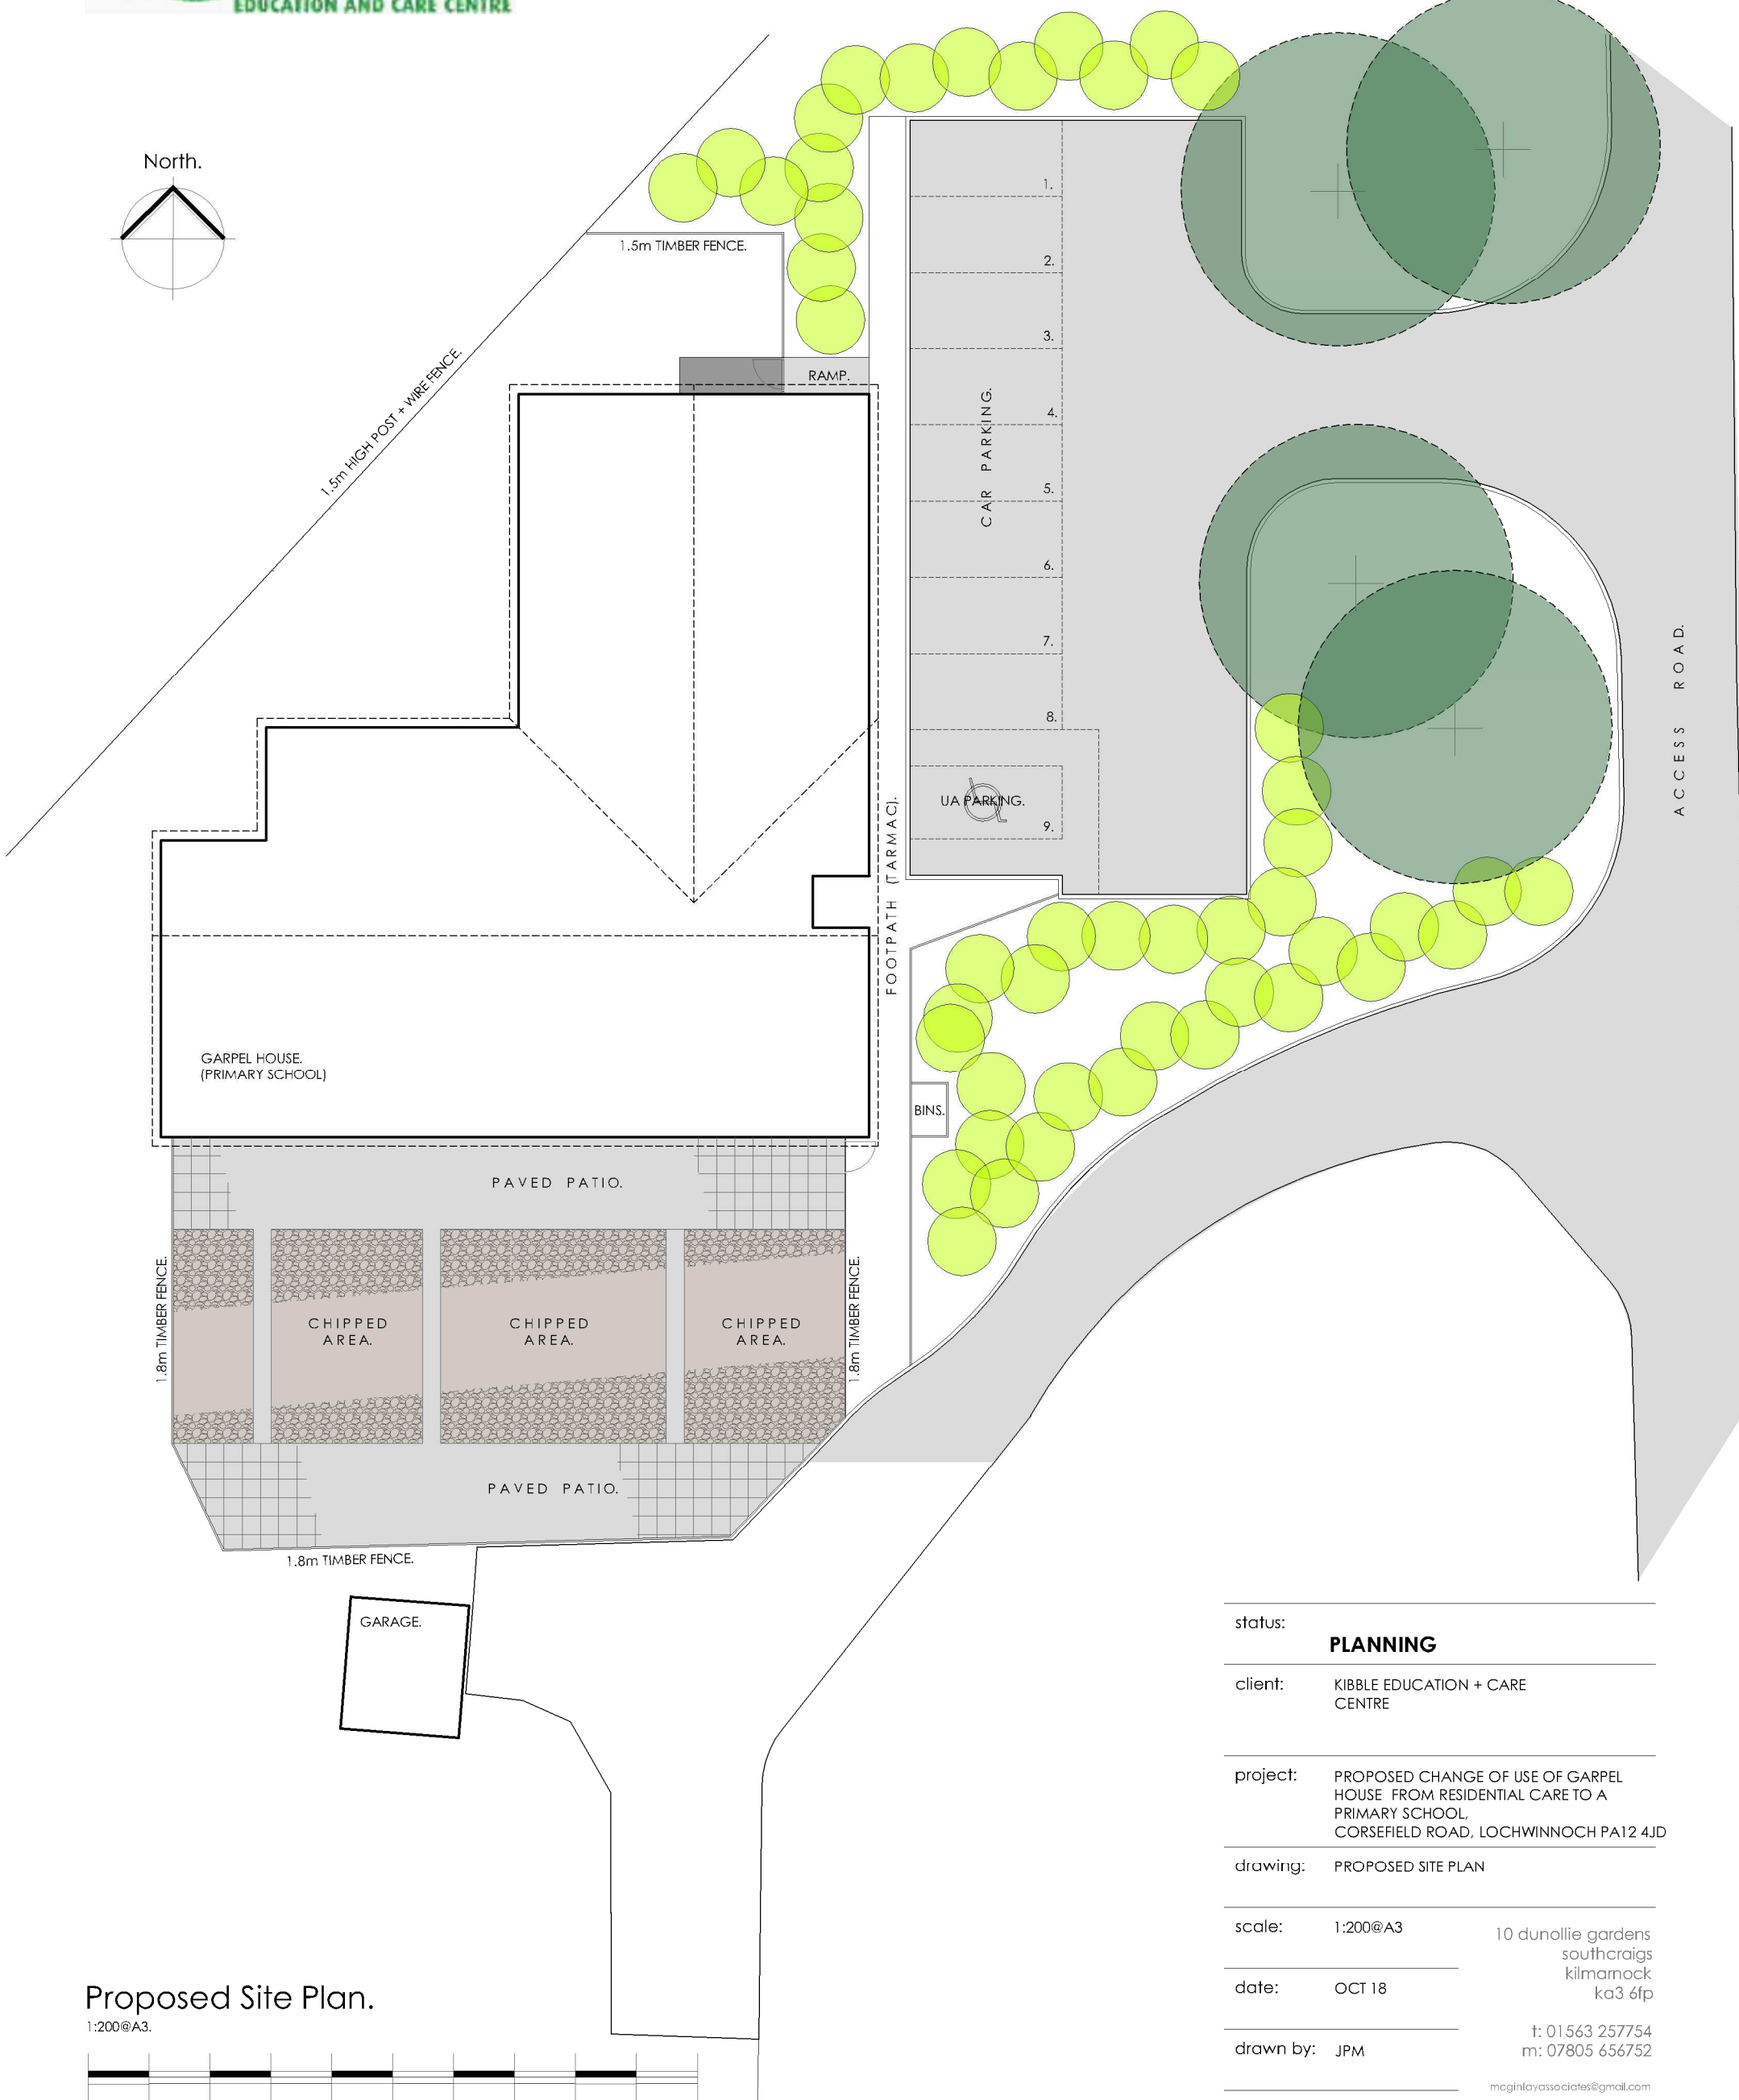 EDUCATION AND CARE CENTRE
North.
1.5m TIMBER FENCE.
1.5m HIGH POST + WIRE FENCE.
RAMP.
CAR PARKING.
1.
2.
3.
4.
5.
6.
7.
8.
UA PARKING.
9.
ACCESS ROAD.
FOOTPATH (TARMAC).
GARPEL HOUSE.
(PRIMARY SCHOOL)
BINS.
PAVED PATIO.
1.8m TIMBER FENCE.
CHIPPED
AREA.
CHIPPED
AREA.
CHIPPED
AREA.
1.8m TIMBER FENCE.
PAVED PATIO.
1.8m TIMBER FENCE.
GARAGE.
status:
PLANNING
client:
KIBBLE EDUCATION + CARE
CENTRE
project:
PROPOSED CHANGE OF USE OF GARPEL
HOUSE FROM RESIDENTIAL CARE TO A
PRIMARY SCHOOL,
CORSEFIELD ROAD, LOCHWINNOCH PA12 4JD
drawing:
PROPOSED SITE PLAN
scale:
1:200@A3
date:
OCT 18
drawn by:
JPM
10 dunollie gardens
southcraigs
kilmarnock
ka3 6fp
t: 01563 257754
m: 07805 656752
mcginlayassociates@gmail.com
Proposed Site Plan.
1:200@A3.